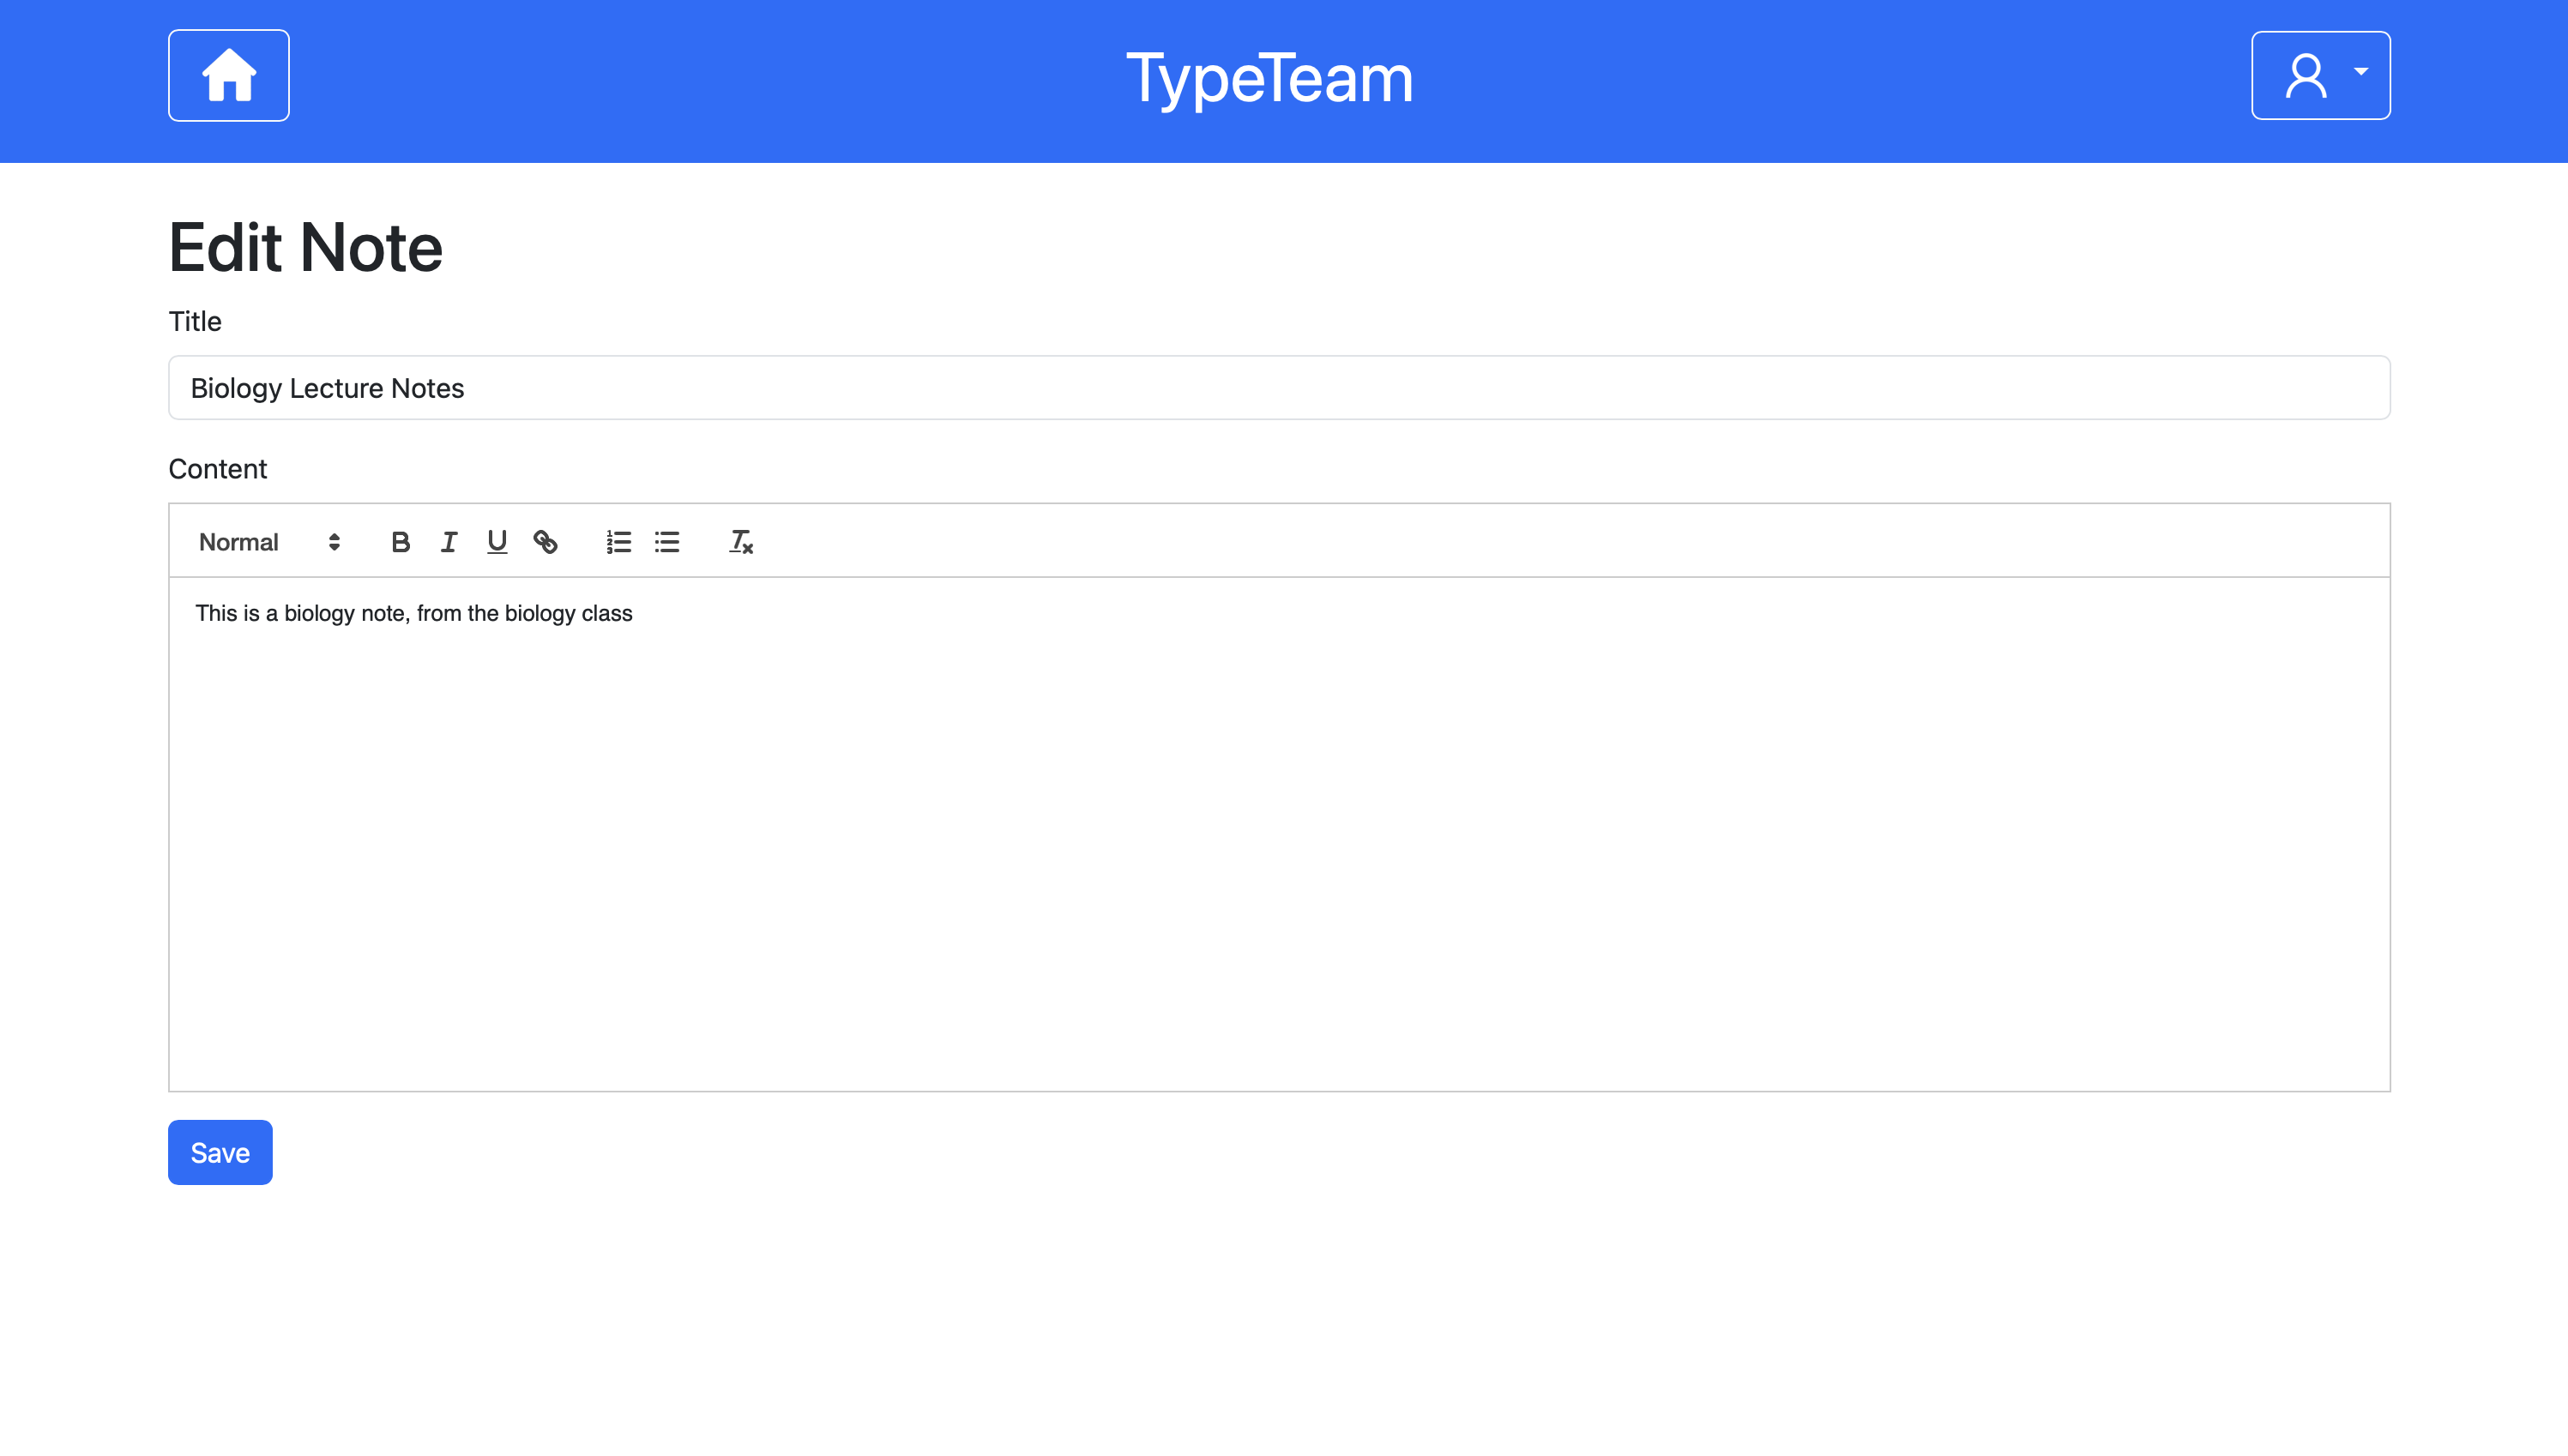 TypeTeam
Edit Note
Title
Biology Lecture Notes
Content
Normal
This is a biology note, from the biology class
Save